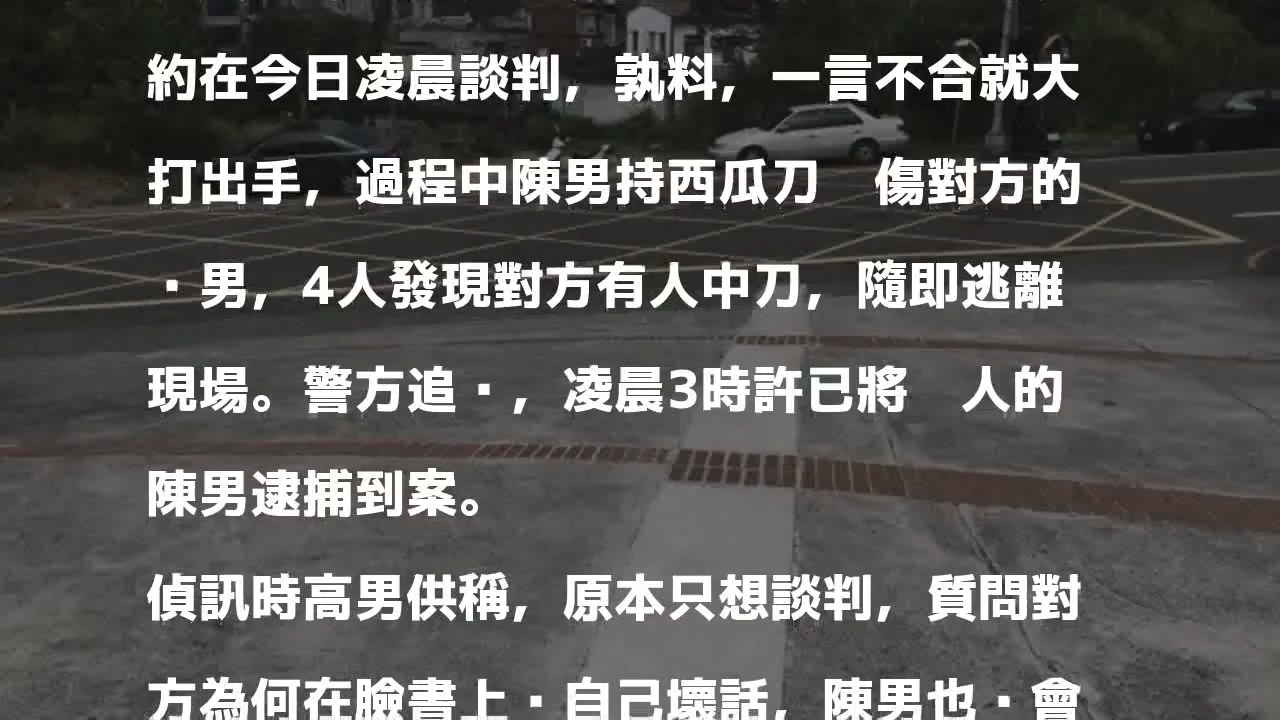 約在今日凌晨談判，孰料，一言不合就大
打出手，過程中陳男持西瓜刀　傷對方的
·男，4人發現對方有人中刀，隨即逃離
現場。警方追·，凌晨3時許已將　人的
陳男逮捕到案。
偵訊時高男供稱，原本只想談判，質問對
方為何在臉書上·自己壞話，陳男也·會